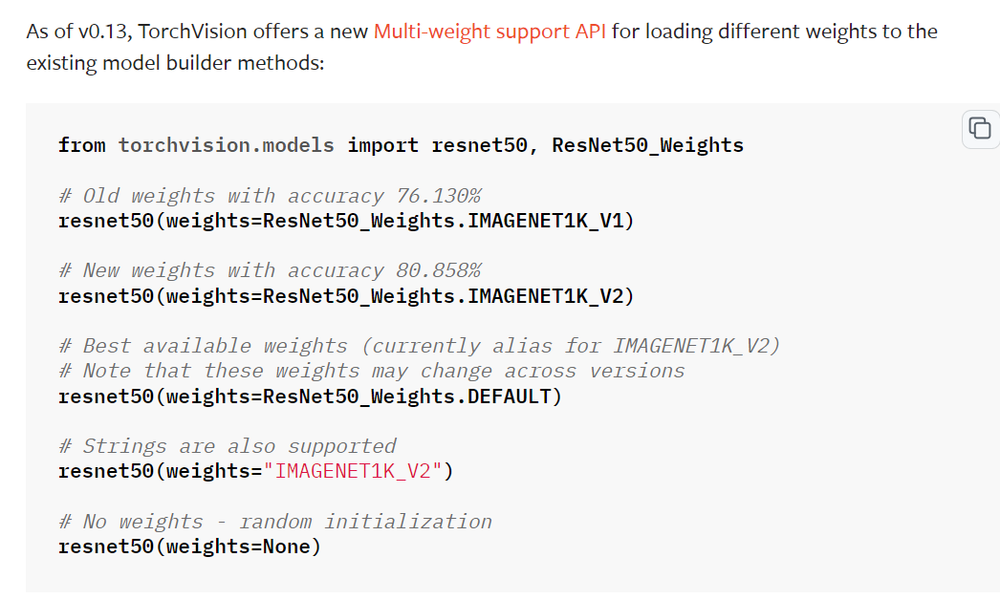 As of v0.13, TorchVision offers a new Multi-weight support API for loading different weights to the
existing model builder methods:
from torchvision.models import resnet50, ResNet50_Weights
# Old weights with accuracy 76.130%
resnet50(weights=ResNet50_Weights.IMAGENET1K_V1)
# New weights with accuracy 80.858%
resnet50(weights=ResNet50_Weights.IMAGENET1K_V2)
# Best available weights (currently alias for IMAGENET1K_V2)
# Note that these weights may change across versions
resnet50(weights=ResNet50_Weights.DEFAULT)
# Strings are also supported
resnet50(weights="IMAGENET1K_V2")
# No weights - random initialization
resnet50(weights=None)